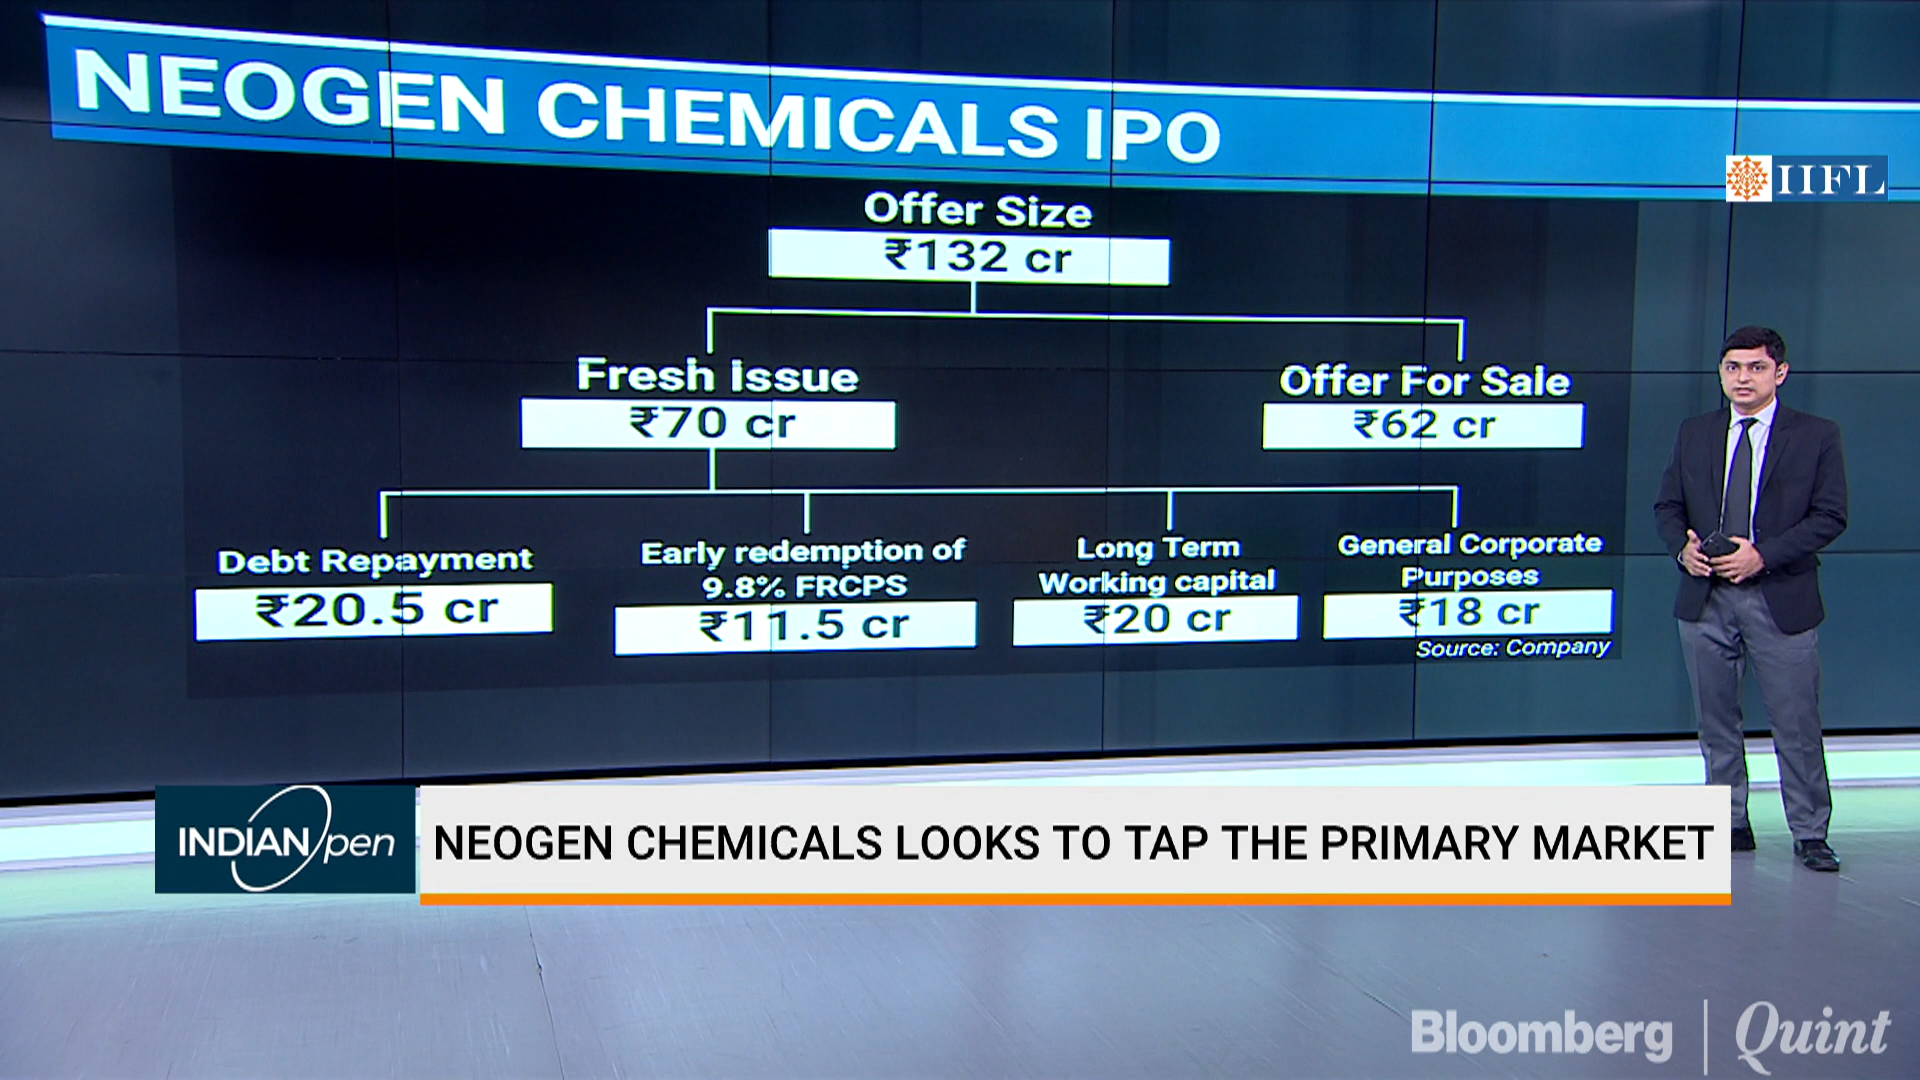 NEOGEN CHEMICALS IPO
IIFL
Offer Size
₹132 cr
Fresh Issue
₹70 cr
Offer For Sale
₹62 cr
Debt Repayment
₹20.5 cr
Early redemption of
9.8% FRCPS
₹11.5 cr
Long Term
Working capital
₹20 cr
General Corporate
Purposes
₹18 cr
Source: Company
INDIAN Open
NEOGEN CHEMICALS LOOKS TO TAP THE PRIMARY MARKET
Bloomberg | Quint